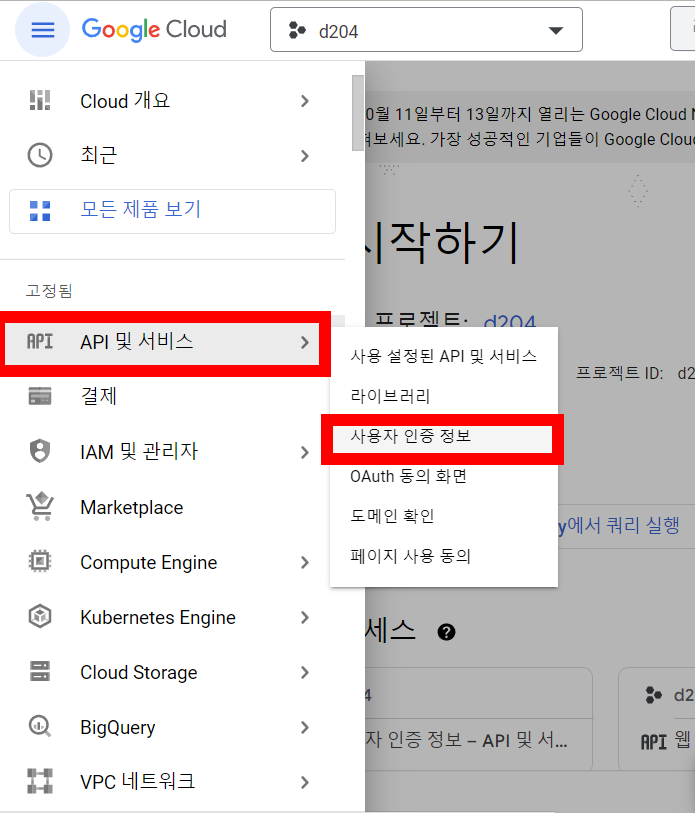 Google Cloud
d204
Cloud 개요
최근
모든 제품 보기
고정됨
API API 및 서비스
결제
IAM 및 관리자
Marketplace
Compute Engine
Kubernetes Engine
Cloud Storage
BigQuery
VPC 네트워크
사용 설정된 API 및 서비스
라이브러리
사용자 인증 정보
OAuth 동의 화면
도메인 확인
페이지 사용 동의
0월 11일부터 13일까지 열리는 Google Cloud
보세요. 가장 성공적인 기업들이 Google
시작하기
프로젝트: d204
프로젝트 ID:
에서 쿼리 실행
세스
인증 정보 – API 및 서...
API 웹